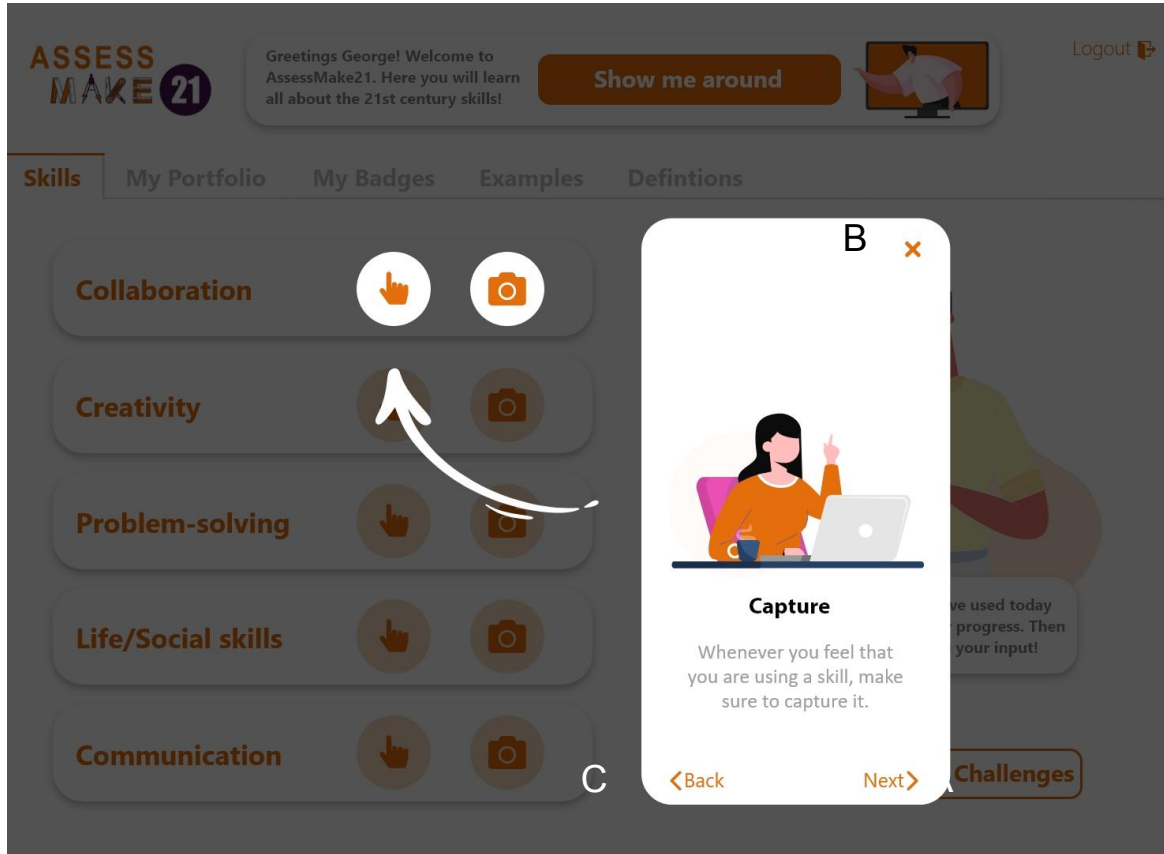 ASSESS
MAKE 21
Greetings George! Welcome to
AssessMake21. Here you will learn
all about the 21st century skills!
Show me around
Logout
Skills
My Portfolio
My Badges
Examples
Defintions
B
Collaboration
Creativity
Problem-solving
Life/Social skills
Communication
Capture
Whenever you feel that
you are using a skill, make
sure to capture it.
Back
Next
ve used today
progress. Then
your input!
C
Challenges